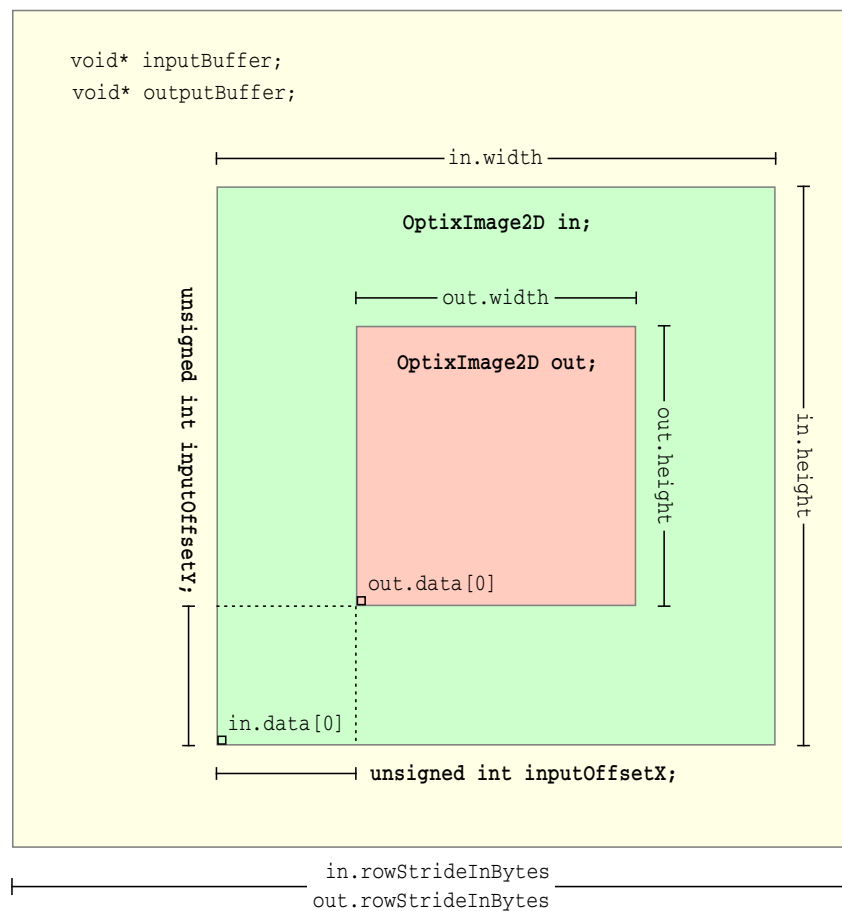 void* inputBuffer;
void* outputBuffer;
in.width
OptixImage2D in;
out.width
OptixImage2D out;
unsigned int inputOffsetY;
out.height
in.height
out.data[0]
in.data[0]
unsigned int inputOffsetX;
in.rowStrideInBytes
out.rowStrideInBytes